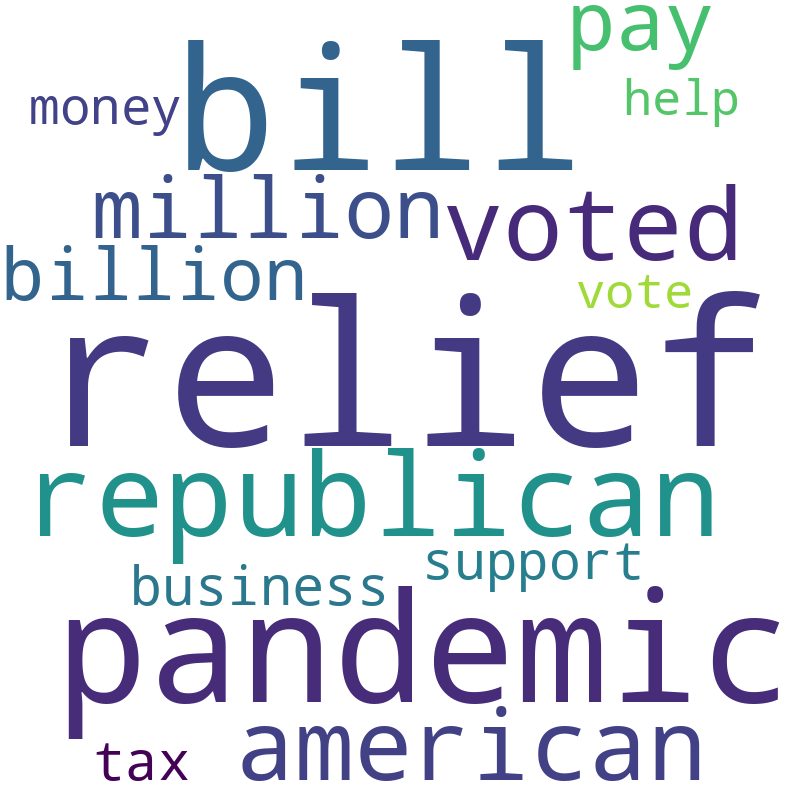 pay
bill
money
help
million
voted
billion
vote
relief
republican
support
business
pandemic
american
tax